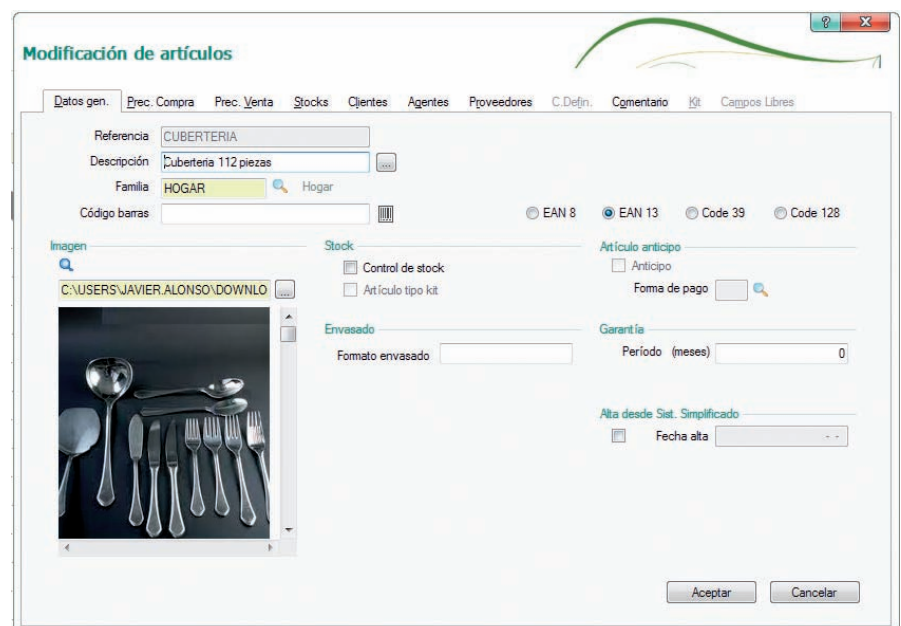 Modificación de artículos
Datos gen. Prec. Compra Prec. Venta Stocks Clientes Agentes Proveedores C.Defin. Comentario Kit Campos Libres
Referencia CUBERTERIA
Descripción Cuberteria 112 piezas ...
Familia HOGAR Hogar
Código barras EAN 8 EAN 13 Code 39 Code 128
Imagen Stock Artículo anticipo
Control de stock Anticipo
C:\USERS\JAVIER.ALONSO\DOWNLO ... Artículo tipo kit Forma de pago
Envasado Garantía
Formato envasado Período (meses) 0
Alta desde Sist. Simplificado
Fecha alta - -
Aceptar Cancelar